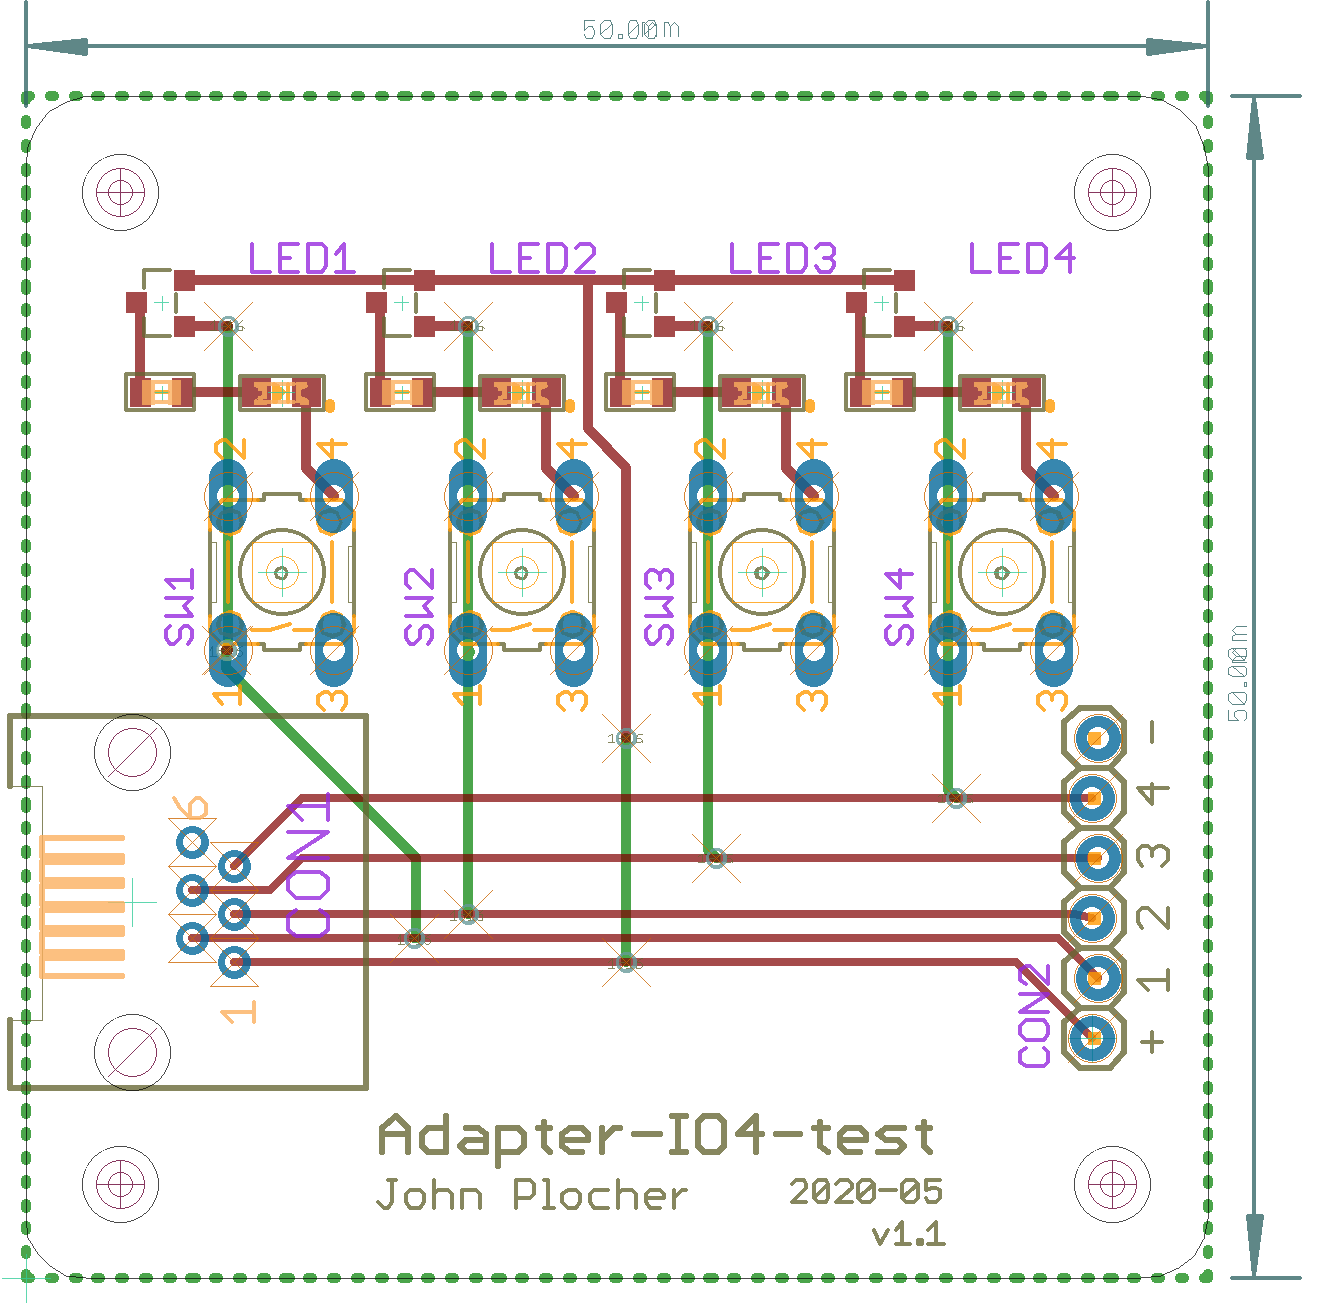 50.00mm
LED1 LED2 LED3 LED4
2 4 2 4 2 4 2 4
SW1 SW2 SW3 SW4
1 3 1 3 1 3 1 3
50.00mm
6
CON1
1
-
4
3
2
1
+
CON2
Adapter-IO4-test
John Plocher 2020-05
v1.1